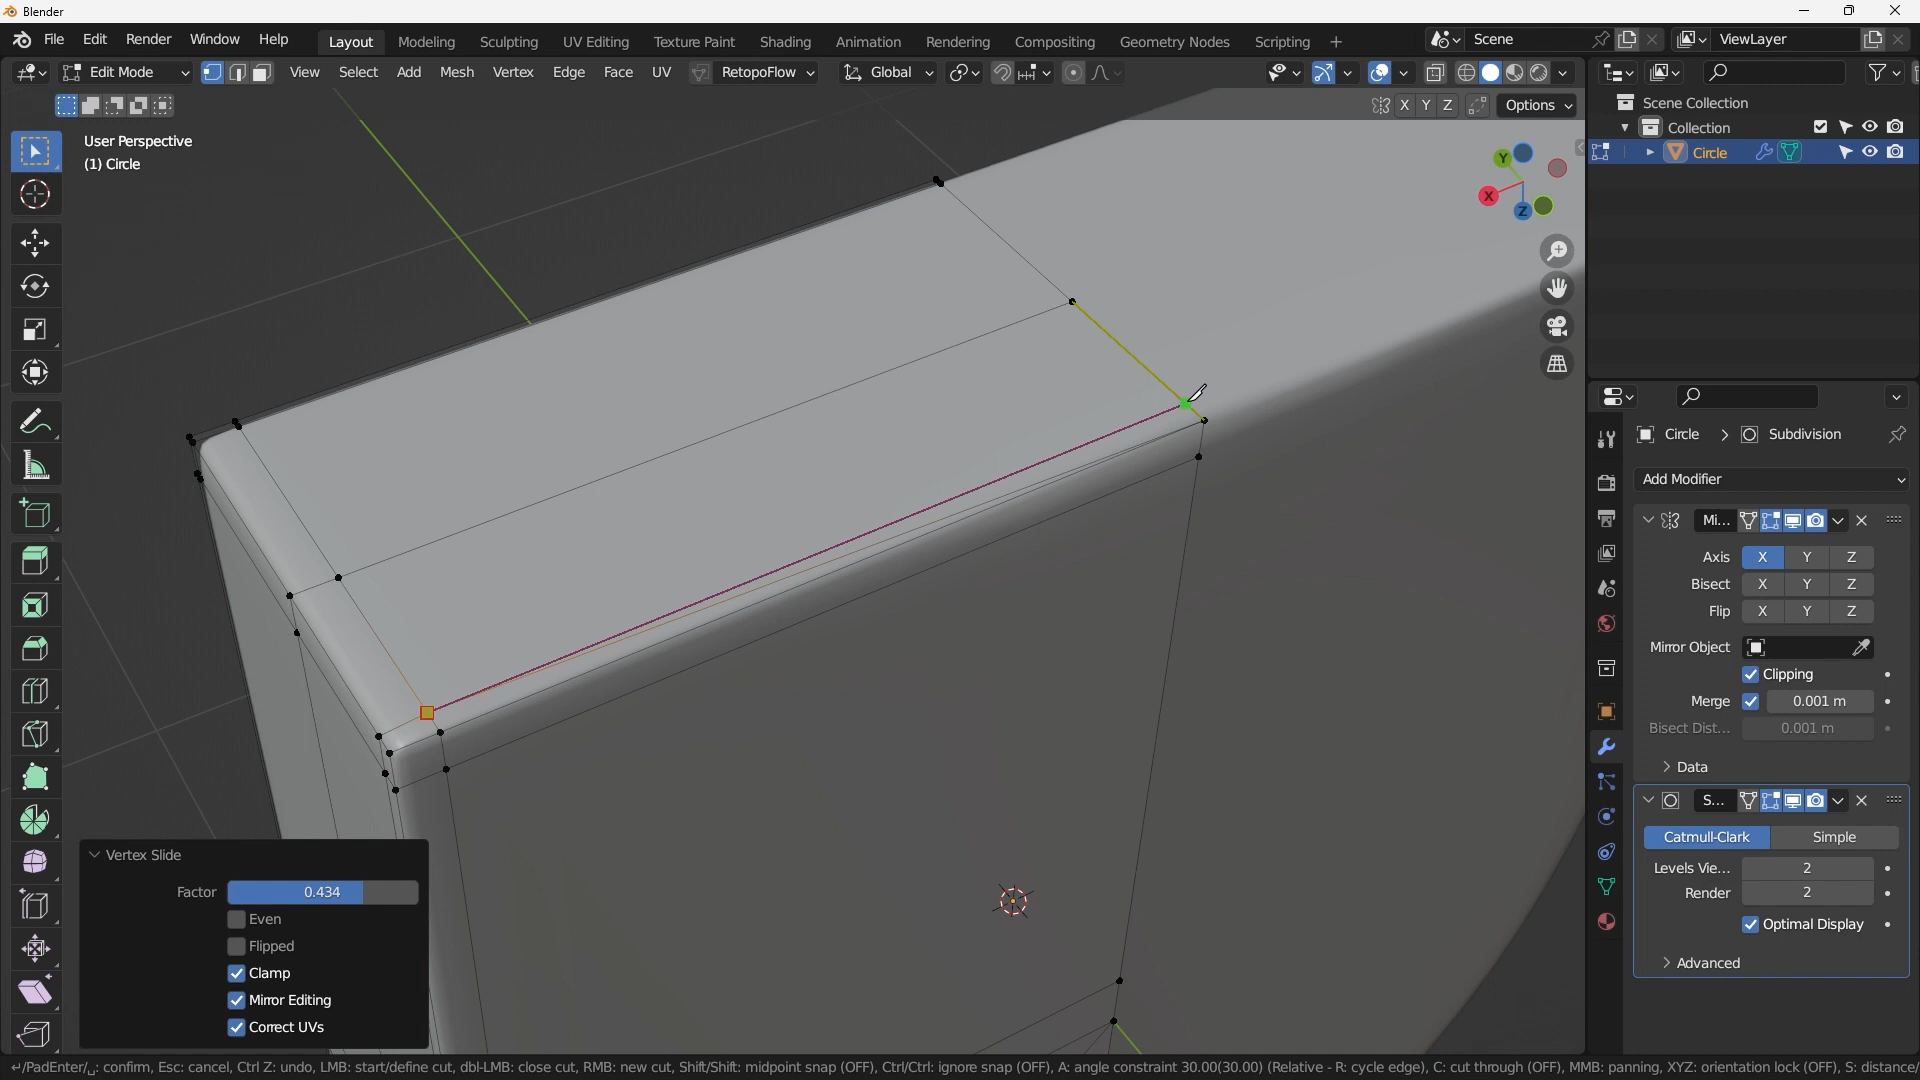 Blender
File Edit Render Window Help
Layout Modeling Sculpting UV Editing Texture Paint Shading Animation Rendering Compositing Geometry Nodes Scripting +
Scene
ViewLayer
Edit Mode View Select Add Mesh Vertex Edge Face UV RetopoFlow Global
X Y Z Options
User Perspective
(1) Circle
Y
X
Z
Scene Collection
Collection
Circle
Circle > Subdivision
Add Modifier
Mi...
Axis X Y Z
Bisect X Y Z
Flip X Y Z
Mirror Object
Clipping
Merge 0.001 m
Bisect Dist... 0.001 m
Data
S...
Catmull-Clark Simple
Levels Vie... 2
Render 2
Optimal Display
Advanced
Vertex Slide
Factor 0.434
Even
Flipped
Clamp
Mirror Editing
Correct UVs
↵/PadEnter/␣: confirm, Esc: cancel, Ctrl Z: undo, LMB: start/define cut, dbl-LMB: close cut, RMB: new cut, Shift/Shift: midpoint snap (OFF), Ctrl/Ctrl: ignore snap (OFF), A: angle constraint 30.00(30.00) (Relative - R: cycle edge), C: cut through (OFF), MMB: panning, XYZ: orientation lock (OFF), S: distance/